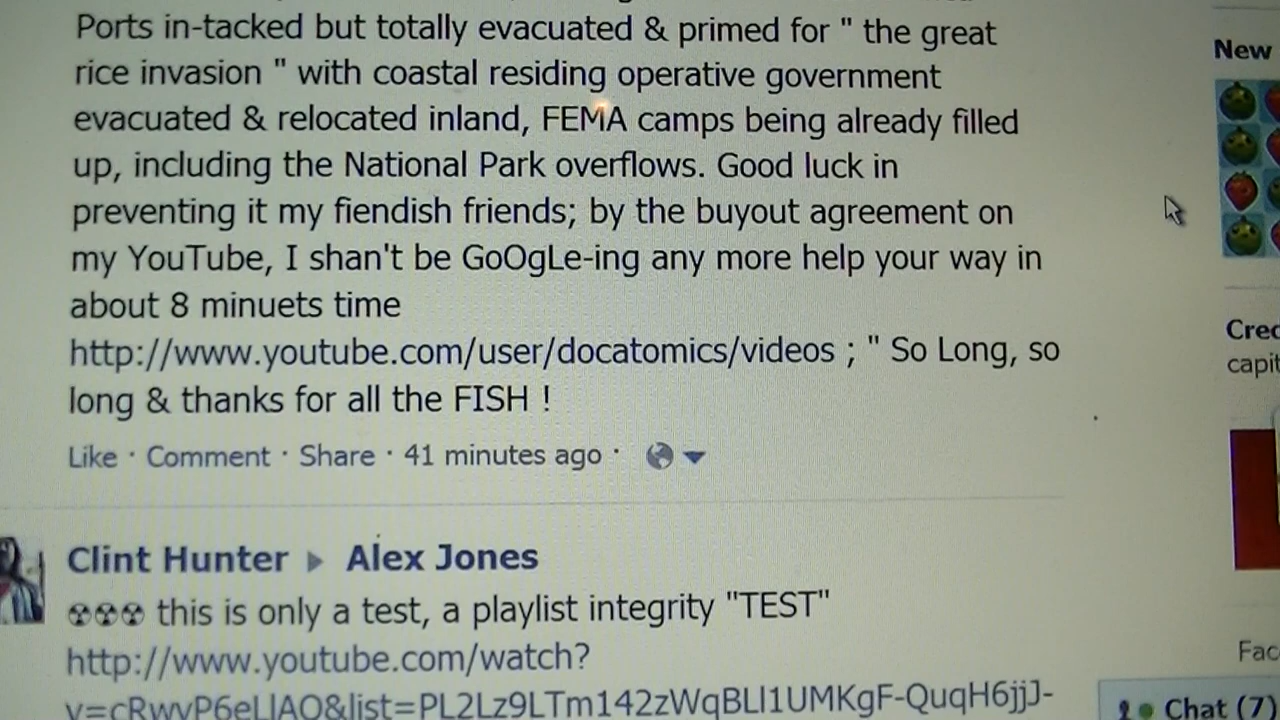 Ports in-tacked but totally evacuated & primed for " the great
rice invasion " with coastal residing operative government
evacuated & relocated inland, FEMA camps being already filled
up, including the National Park overflows. Good luck in
preventing it my fiendish friends; by the buyout agreement on
my YouTube, I shan't be GoOgLe-ing any more help your way in
about 8 minuets time
http://www.youtube.com/user/docatomics/videos ; " So Long, so
long & thanks for all the FISH !
Like · Comment · Share · 41 minutes ago ·
Clint Hunter ▶ Alex Jones
☢☢☢ this is only a test, a playlist integrity "TEST"
http://www.youtube.com/watch?
v=cRwvP6eLlAQ&list=PL2Lz9LTm142zWqBLl1UMKgF-QuqH6jjJ-
New
Cred
capit
Fac
Chat (7)